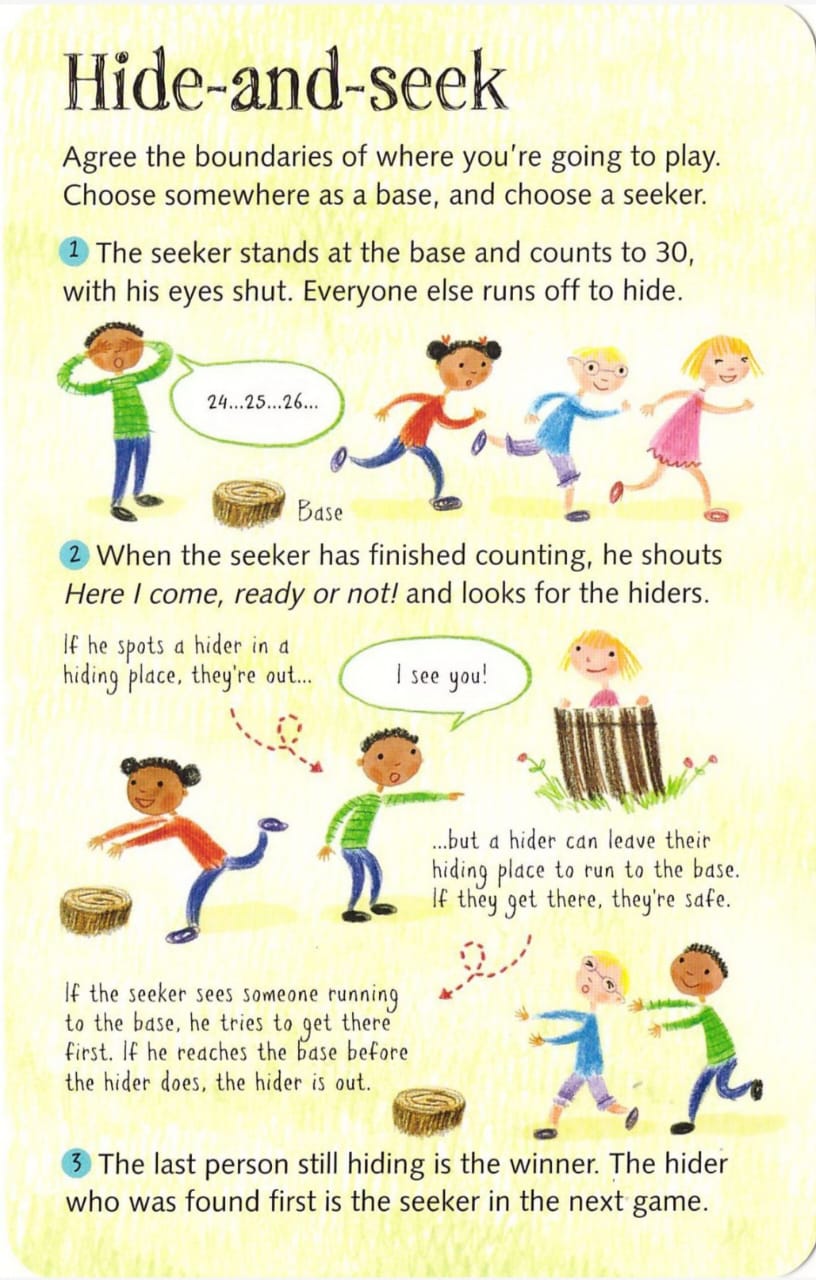 Hide-and-seek
Agree the boundaries of where you're going to play.
Choose somewhere as a base, and choose a seeker.
1 The seeker stands at the base and counts to 30,
with his eyes shut. Everyone else runs off to hide.
24...25...26...
Base
2 When the seeker has finished counting, he shouts
Here I come, ready or not! and looks for the hiders.
If he spots a hider in a
hiding place, they're out...
I see you!
...but a hider can leave their
hiding place to run to the base.
If they get there, they're safe.
If the seeker sees someone running
to the base, he tries to get there
first. If he reaches the base before
the hider does, the hider is out.
3 The last person still hiding is the winner. The hider
who was found first is the seeker in the next game.